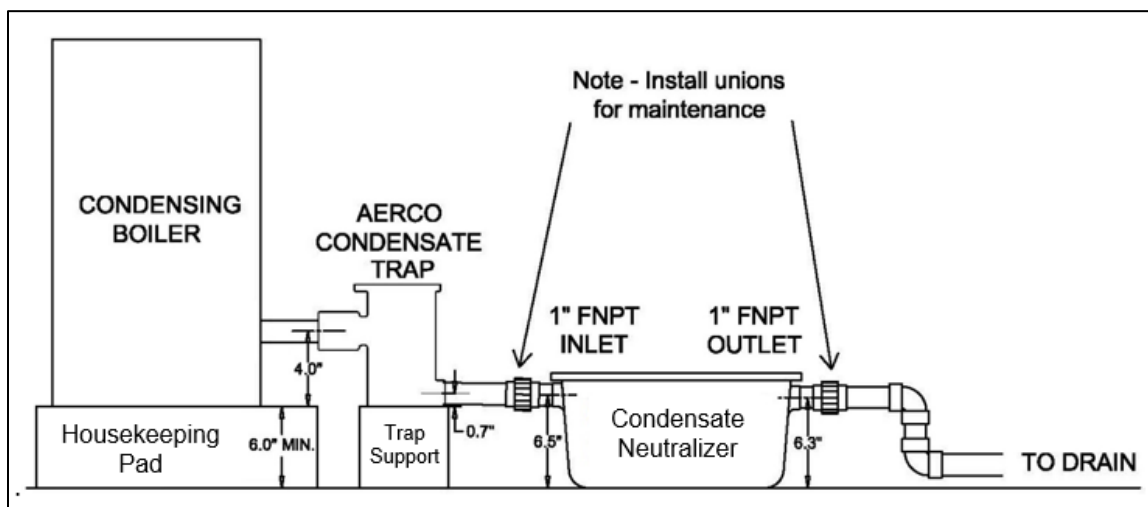 Note - Install unions
for maintenance
CONDENSING
BOILER
AERCO
CONDENSATE
TRAP
1" FNPT
INLET
1" FNPT
OUTLET
4.0"
Housekeeping
Pad
6.0" MIN.
Trap
Support
0.7"
6.5"
Condensate
Neutralizer
6.3"
TO DRAIN